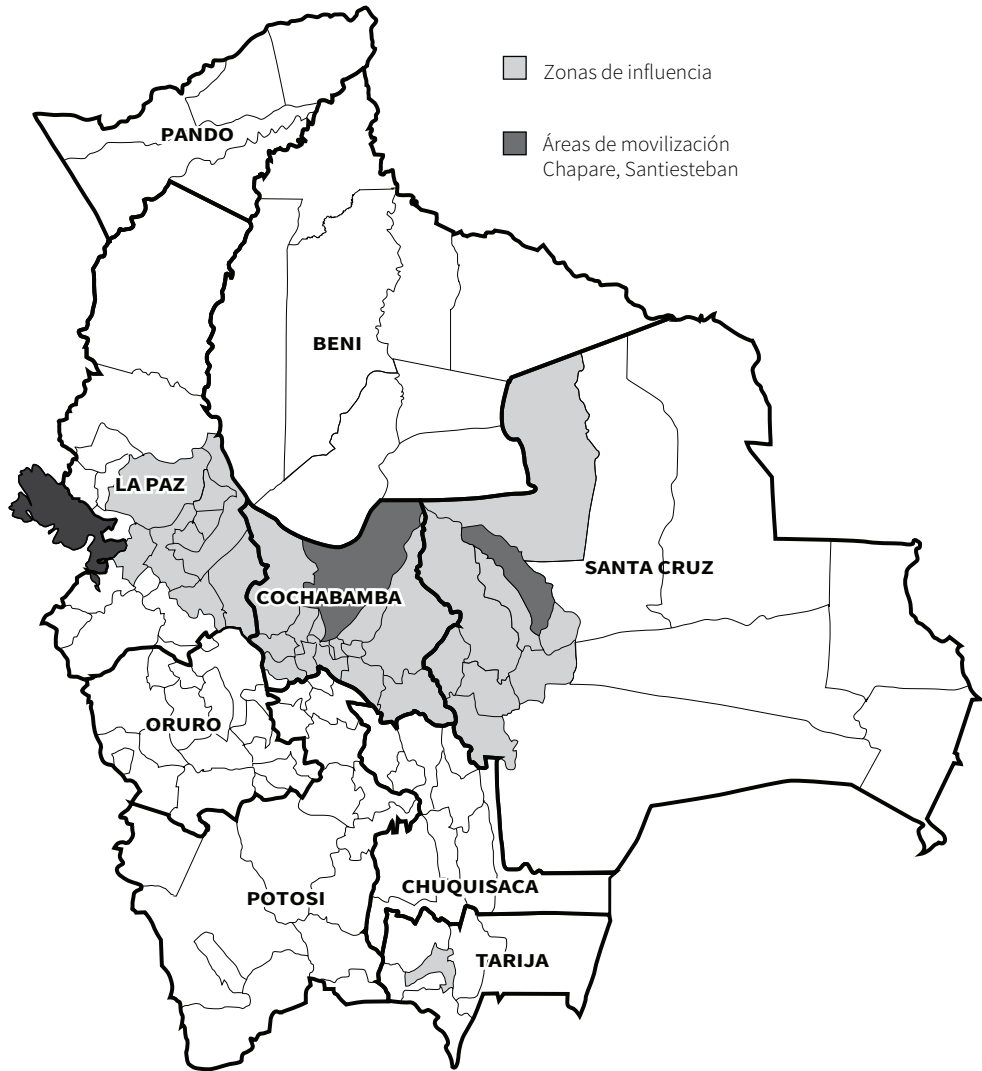 Zonas de influencia
Áreas de movilización
Chapare, Santiesteban
PANDO
BENI
LA PAZ
SANTA CRUZ
COCHABAMBA
ORURO
CHUQUISACA
POTOSI
TARIJA